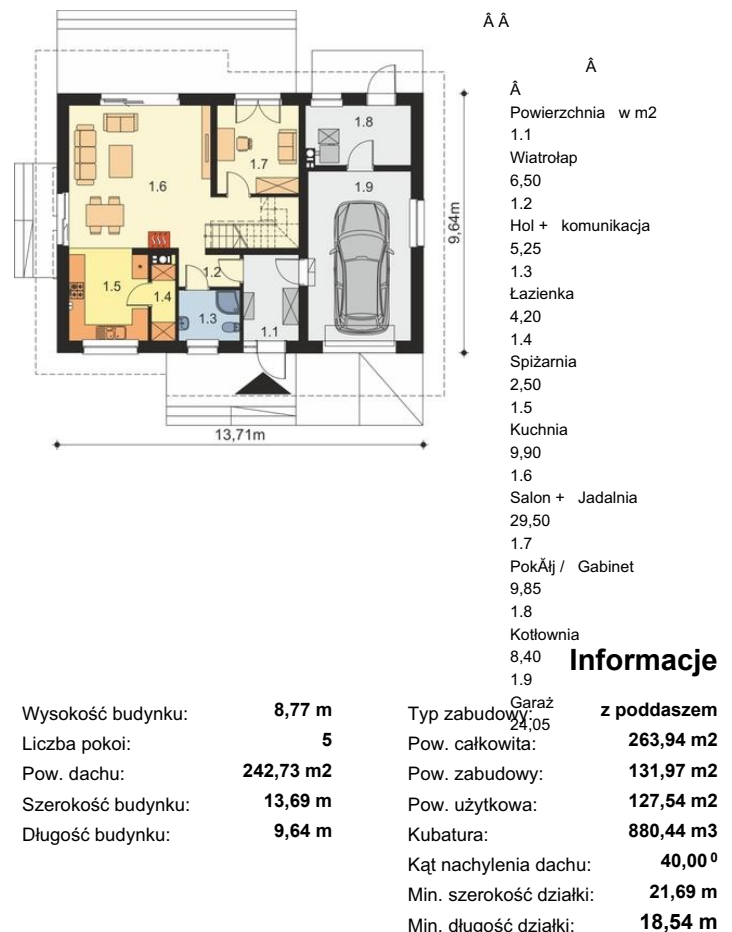 Â Â
Â
Â
Powierzchnia w m2
1.1
Wiatrołap
6,50
1.2
Hol + komunikacja
5,25
1.3
Łazienka
4,20
1.4
Spiżarnia
2,50
1.5
Kuchnia
9,90
1.6
Salon + Jadalnia
29,50
1.7
PokĂłj / Gabinet
9,85
1.8
Kotłownia
8,40
1.9
Garaż
24,05
1.8
1.7
1.6
1.9
9,64m
1.2
1.5
1.4
1.3
1.1
13,71m
Informacje
Wysokość budynku: 8,77 m
Liczba pokoi: 5
Pow. dachu: 242,73 m2
Szerokość budynku: 13,69 m
Długość budynku: 9,64 m
Typ zabudowy: z poddaszem
Pow. całkowita: 263,94 m2
Pow. zabudowy: 131,97 m2
Pow. użytkowa: 127,54 m2
Kubatura: 880,44 m3
Kąt nachylenia dachu: 40,00 0
Min. szerokość działki: 21,69 m
Min. długość działki: 18,54 m